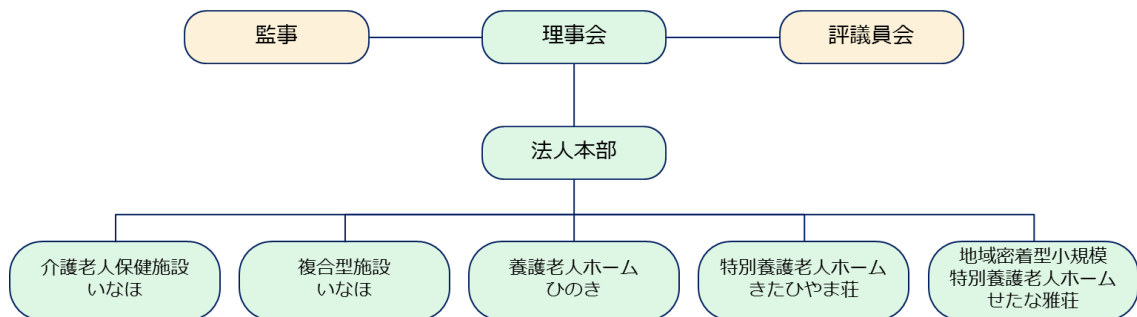 監事
理事会
評議員会
法人本部
介護老人保健施設
いなほ
複合型施設
いなほ
養護老人ホーム
ひのき
特別養護老人ホーム
きたひやま荘
地域密着型小規模
特別養護老人ホーム
せたな雅荘